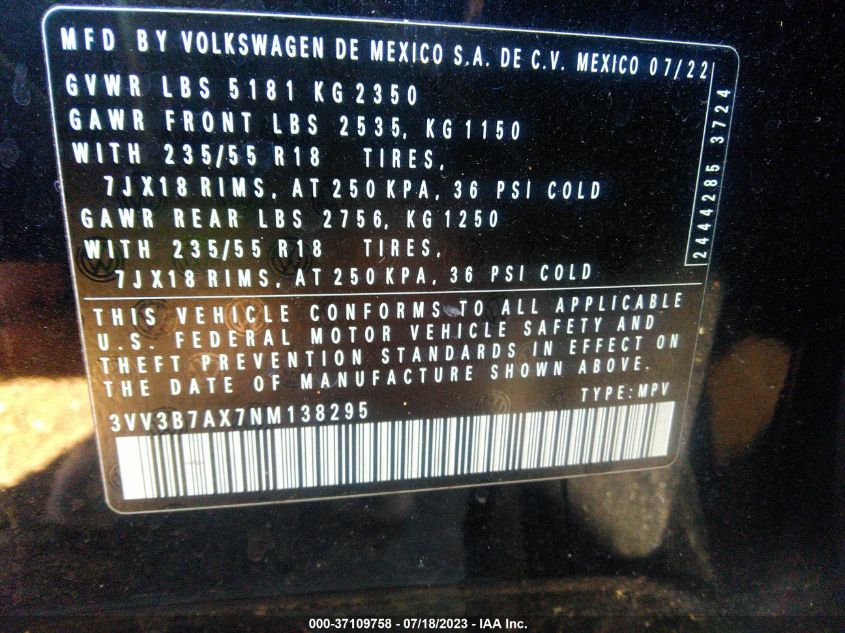 MFD BY VOLKSWAGEN DE MEXICO S.A. DE C.V. MEXICO 07/22
GVWR LBS 5181 KG 2350
GAWR FRONT LBS 2535, KG 1150
WITH 235/55 R18 TIRES,
7JX18 RIMS, AT 250 KPA, 36 PSI COLD
GAWR REAR LBS 2756, KG 1250
WITH 235/55 R18 TIRES,
7JX18 RIMS, AT 250 KPA, 36 PSI COLD
2444285 3724
THIS VEHICLE CONFORMS TO ALL APPLICABLE
U.S. FEDERAL MOTOR VEHICLE SAFETY AND
THEFT PREVENTION STANDARDS IN EFFECT ON
THE DATE OF MANUFACTURE SHOWN ABOVE.
TYPE: MPV
3VV3B7AX7NM138295
000-37109758 - 07/18/2023 - IAA Inc.